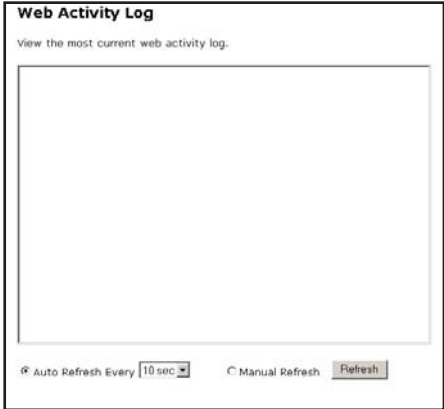 Web Activity Log
View the most current web activity log.
Auto Refresh Every 10 sec Manual Refresh Refresh